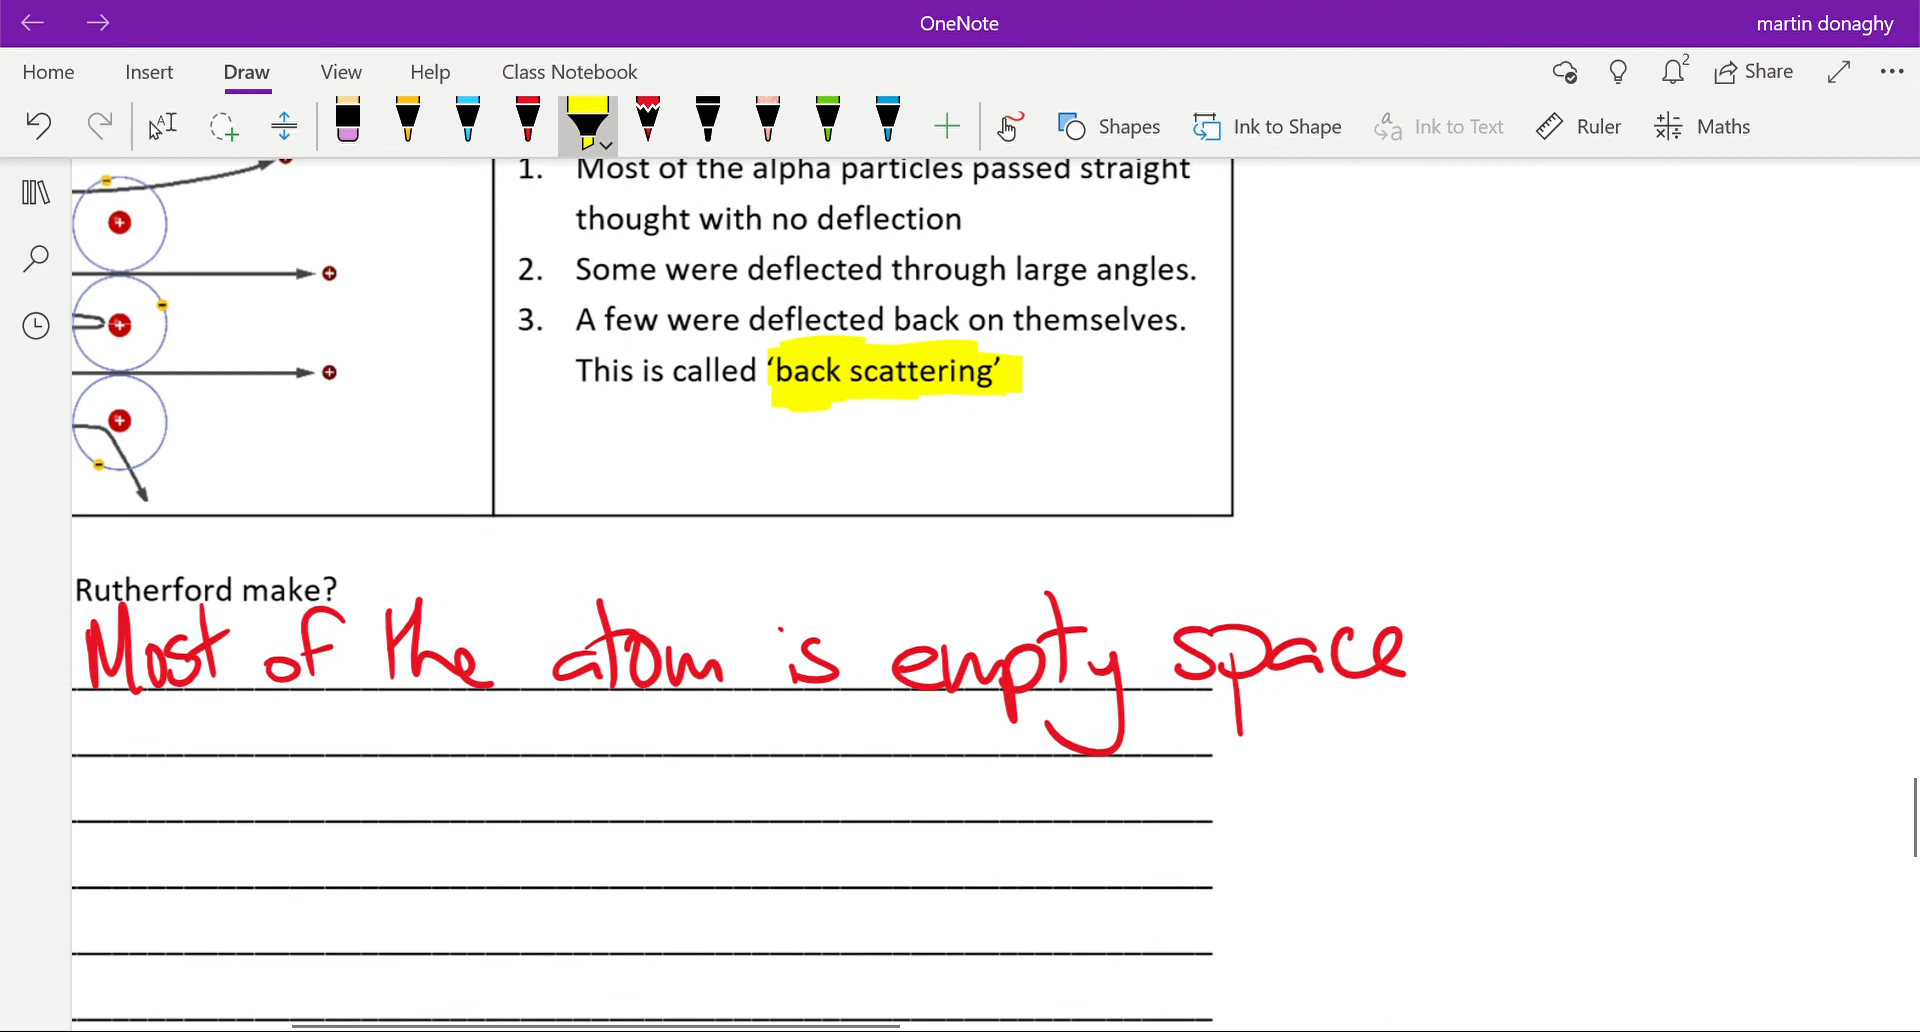 OneNote
martin donaghy
Home Insert Draw View Help Class Notebook
2 Share
Shapes Ink to Shape Ink to Text Ruler Maths
1. Most of the alpha particles passed straight
thought with no deflection
2. Some were deflected through large angles.
3. A few were deflected back on themselves.
This is called ‘back scattering’
Rutherford make?
Most of the atom is empty space